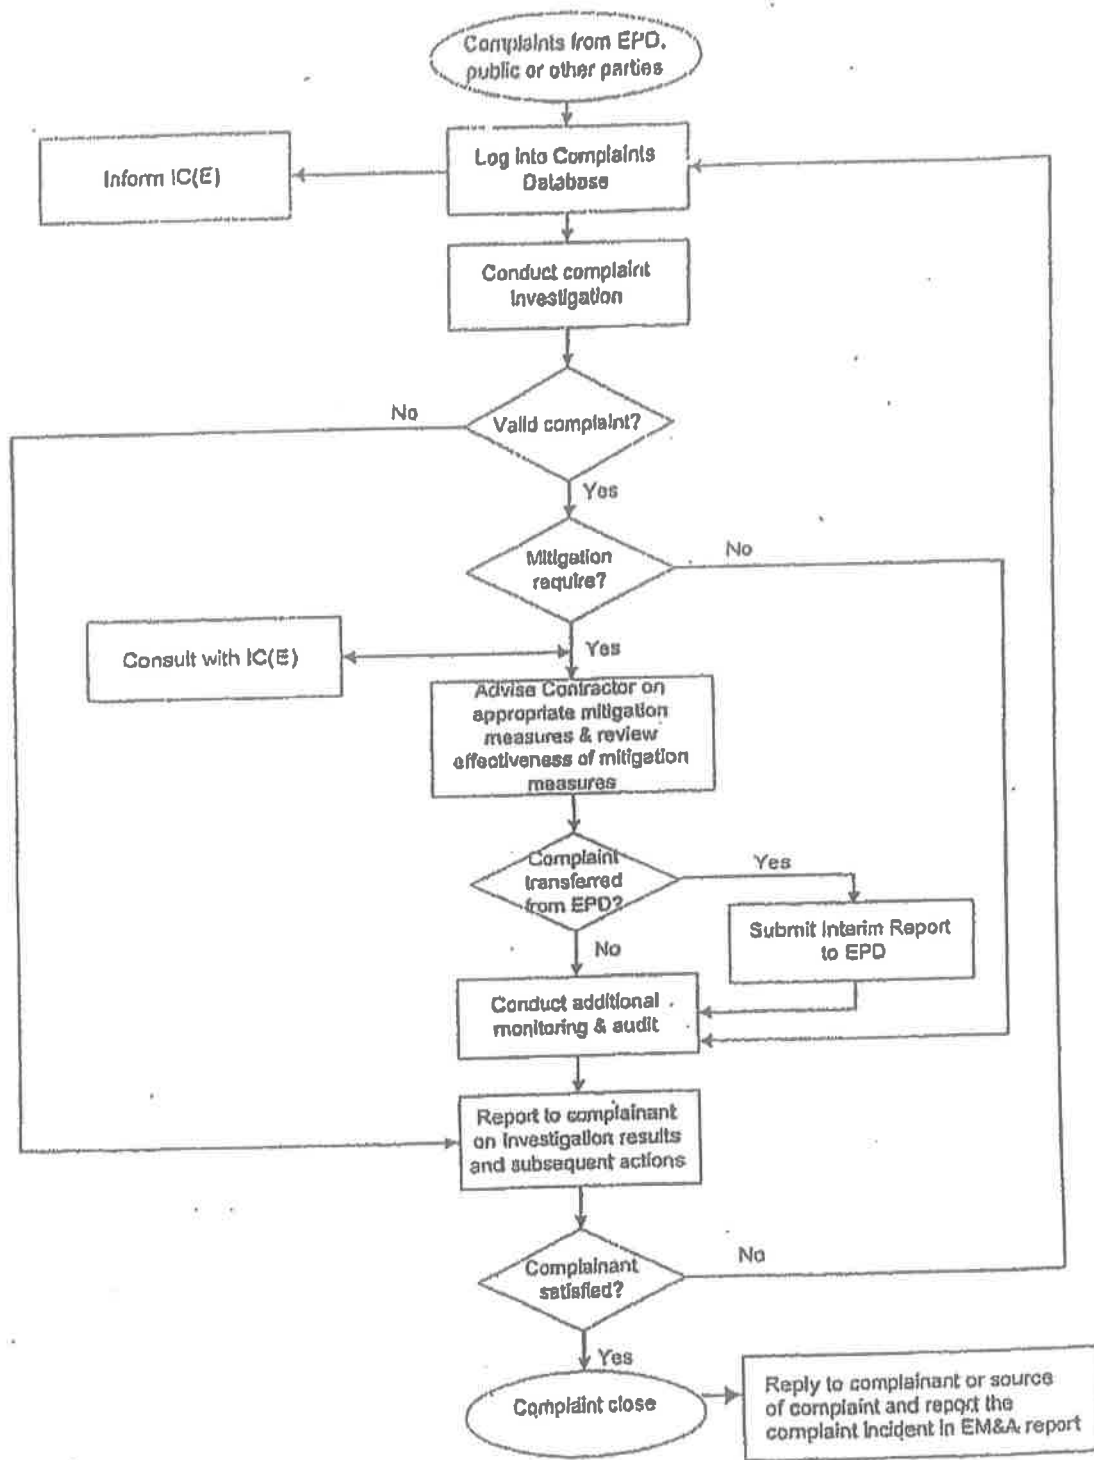 Complaints from EPD,
public or other parties
Inform IC(E)
Log into Complaints
Database
Conduct complaint
Investigation
No
Valid complaint?
Yes
Mitigation
require?
No
Consult with IC(E)
Yes
Advise Contractor on
appropriate mitigation
measures & review
effectiveness of mitigation
measures
Complaint
transferred
from EPD?
Yes
Submit Interim Report
to EPD
No
Conduct additional
monitoring & audit
Report to complainant
on investigation results
and subsequent actions
Complainant
satisfied?
No
Yes
Complaint close
Reply to complainant or source
of complaint and report the
complaint incident in EM&A report